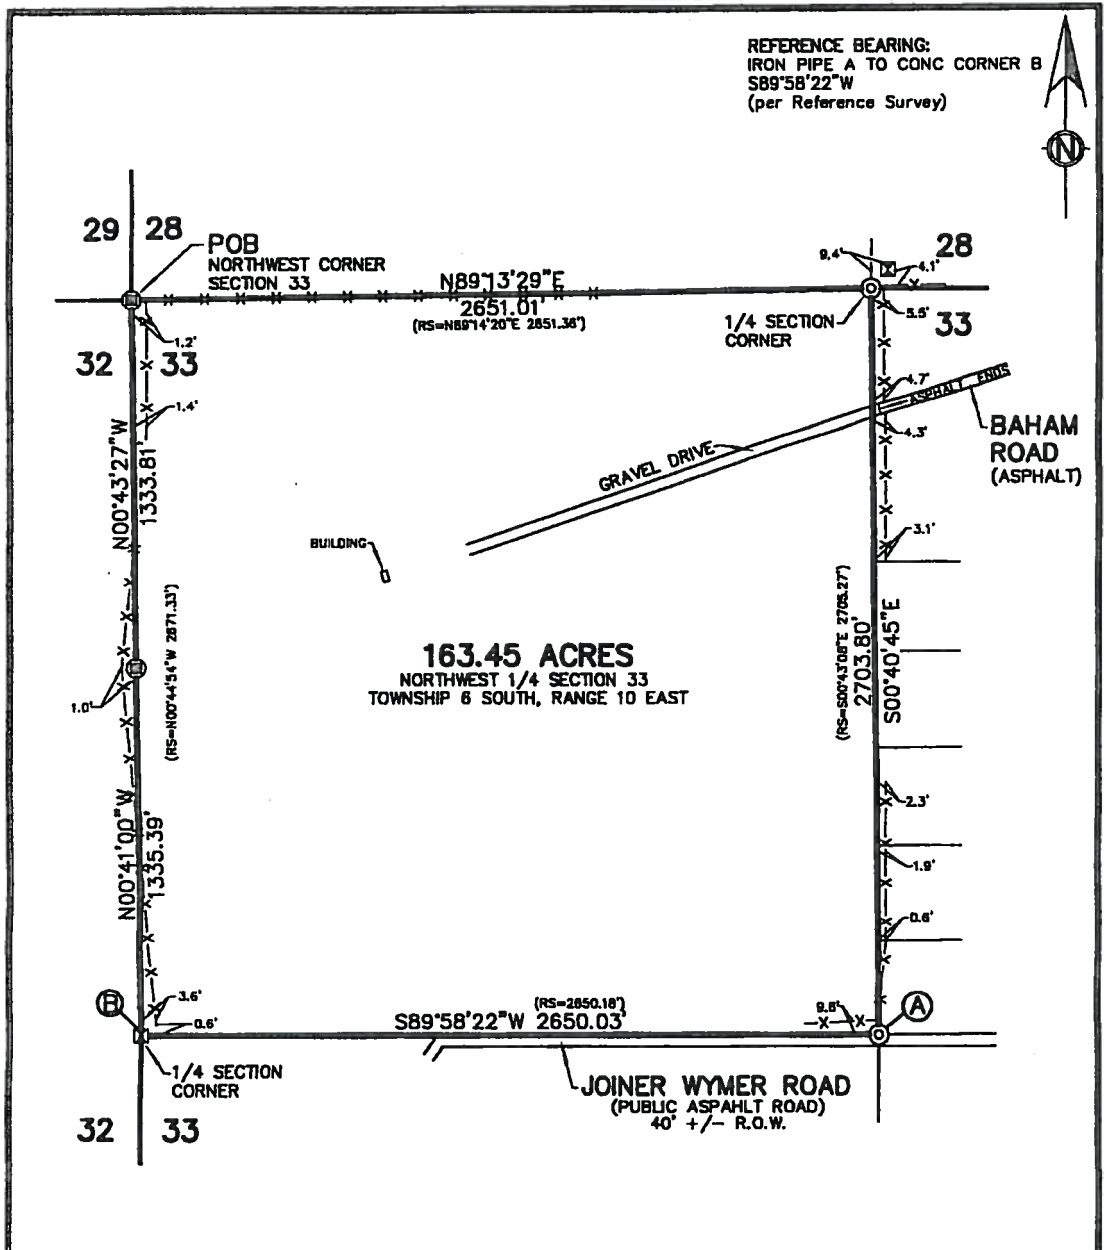 REFERENCE BEARING:
IRON PIPE A TO CONC CORNER B
S89°58'22"W
(per Reference Survey)
N
29
28
POB
NORTHWEST CORNER
SECTION 33
N89°13'29"E
2651.01'
(RS=N89°14'20"E 2651.36')
9.4'
28
4.1'
1/4 SECTION
CORNER
5.5'
33
32
33
1.2'
1.4'
4.7'
ASPHALT ENDS
4.3'
BAHAM
ROAD
(ASPHALT)
GRAVEL DRIVE
N00°43'27"W
1333.81'
BUILDING
3.1'
(RS=N00°44'54"W 2671.33')
(RS=S00°43'08"E 2705.27')
2703.80'
S00°40'45"E
163.45 ACRES
NORTHWEST 1/4 SECTION 33
TOWNSHIP 6 SOUTH, RANGE 10 EAST
1.0'
N00°41'00"W
1335.39'
2.3'
1.9'
0.6'
B
3.6'
0.6'
(RS=2650.18')
S89°58'22"W 2650.03'
A
1/4 SECTION
CORNER
JOINER WYMER ROAD
(PUBLIC ASPAHLT ROAD)
40' +/- R.O.W.
32
33